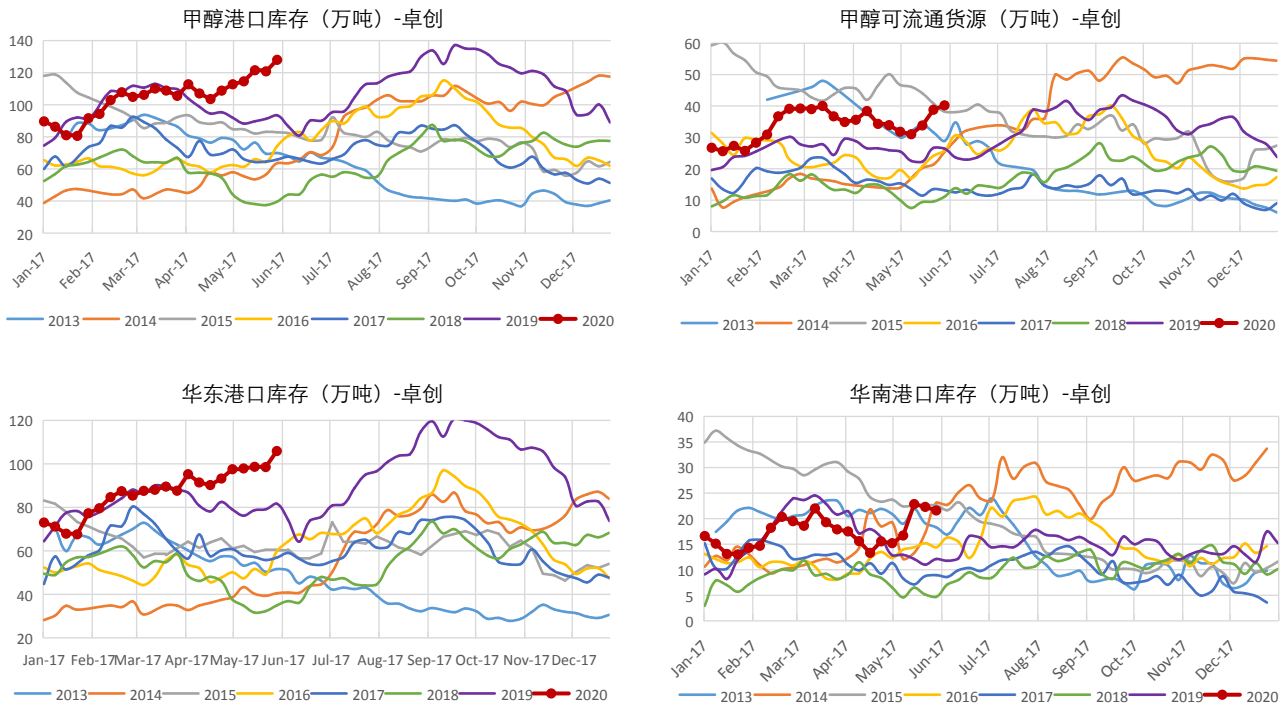 甲醇港口库存（万吨）-卓创
140
120
100
80
60
40
20
Jan-17 Feb-17 Mar-17 Apr-17 May-17 Jun-17 Jul-17 Aug-17 Sep-17 Oct-17 Nov-17 Dec-17
2013 2014 2015 2016 2017 2018 2019 2020
甲醇可流通货源（万吨）-卓创
60
50
40
30
20
10
0
Jan-17 Feb-17 Mar-17 Apr-17 May-17 Jun-17 Jul-17 Aug-17 Sep-17 Oct-17 Nov-17 Dec-17
2013 2014 2015 2016 2017 2018 2019 2020
华东港口库存（万吨）-卓创
120
100
80
60
40
20
Jan-17 Feb-17 Mar-17 Apr-17 May-17 Jun-17 Jul-17 Aug-17 Sep-17 Oct-17 Nov-17 Dec-17
2013 2014 2015 2016 2017 2018 2019 2020
华南港口库存（万吨）-卓创
40
35
30
25
20
15
10
5
0
Jan-17 Feb-17 Mar-17 Apr-17 May-17 Jun-17 Jul-17 Aug-17 Sep-17 Oct-17 Nov-17 Dec-17
2013 2014 2015 2016 2017 2018 2019 2020